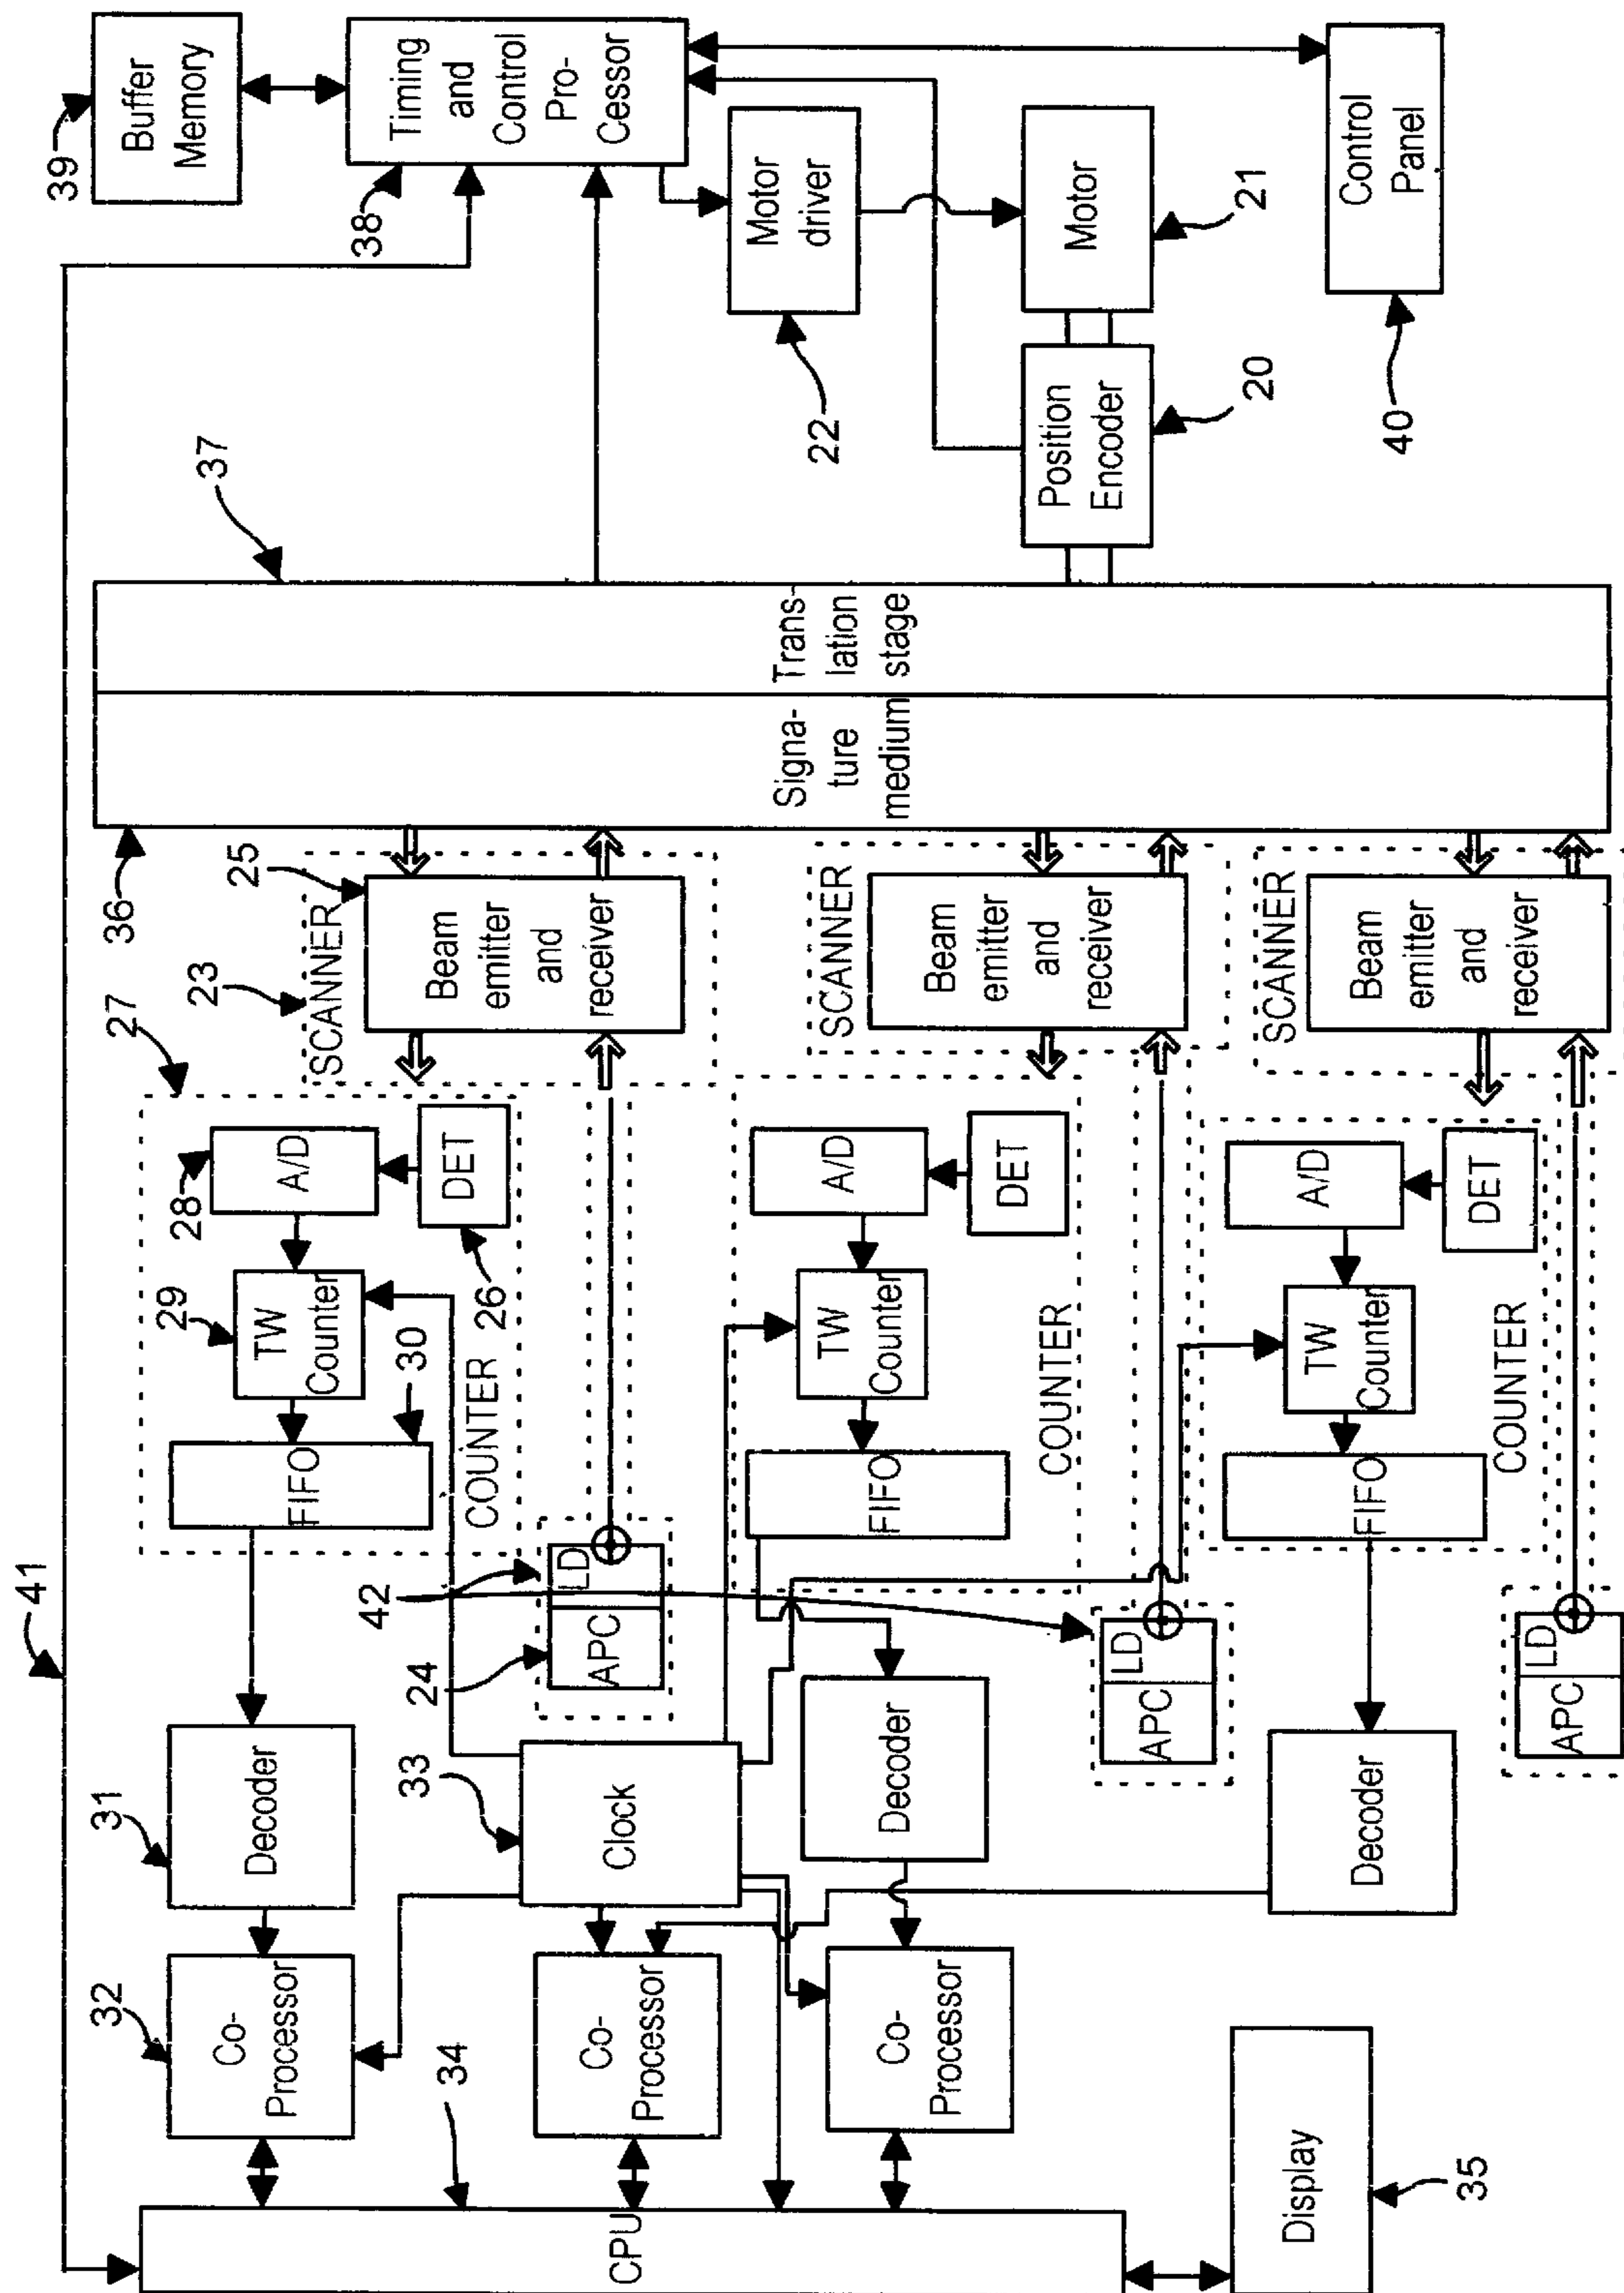 41
39
Buffer
Memory
27
28
A/D
29
TW
Counter
FIFO
30
DET
26
COUNTER
31
Decoder
32
Co-
Processor
23
SCANNER
25
Beam
emitter
and
receiver
36
37
38
Timing
and
Control
Pro-
Cessor
42
24
APC
LD
33
Clock
34
CPU
Co-
Processor
Co-
Processor
Decoder
FIFO
TW
Counter
A/D
DET
COUNTER
SCANNER
Beam
emitter
and
receiver
Signa-
ture
medium
Trans-
lation
stage
Motor
driver
22
Position
Encoder
20
Motor
21
APC
LD
Decoder
FIFO
TW
Counter
A/D
DET
COUNTER
SCANNER
Beam
emitter
and
receiver
APC
LD
Display
35
Control
Panel
40